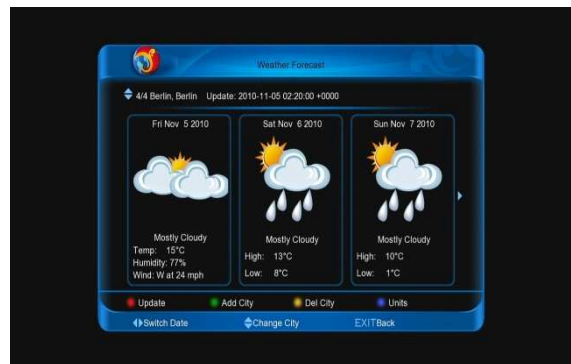 Weather Forecast
4/4 Berlin, Berlin Update: 2010-11-05 02:20:00 +0000
Fri Nov 5 2010
Sat Nov 6 2010
Sun Nov 7 2010
Mostly Cloudy
Temp: 15°C
Humidity: 77%
Wind: W at 24 mph
Mostly Cloudy
High: 13°C
Low: 8°C
Mostly Cloudy
High: 10°C
Low: 1°C
Update Add City Del City Units
Switch Date Change City EXITBack